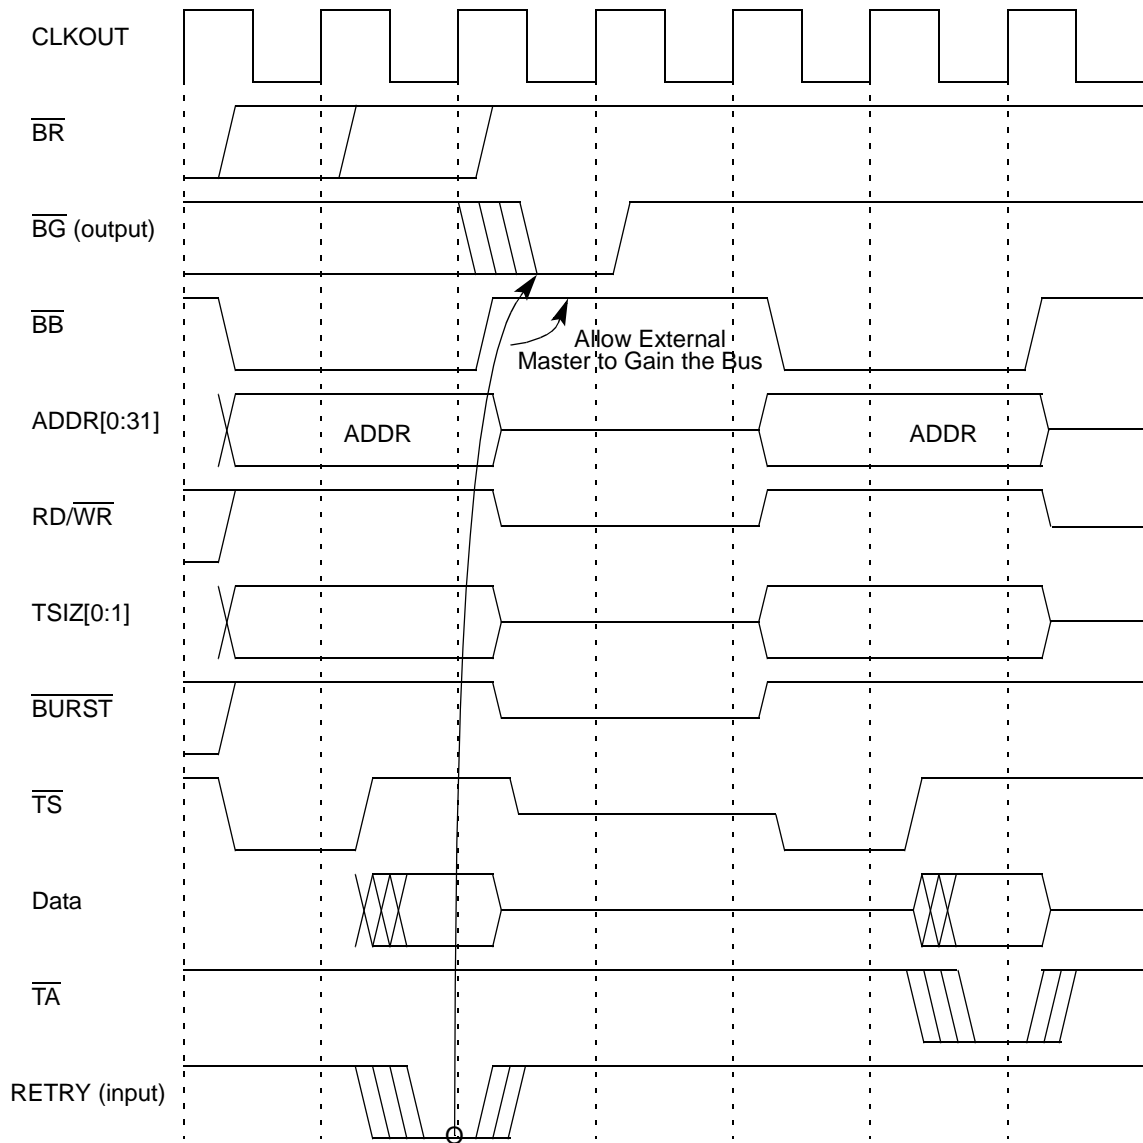 CLKOUT
BR
BG (output)
BB
Allow External
Master to Gain the Bus
ADDR[0:31]
ADDR
ADDR
RD/WR
TSIZ[0:1]
BURST
TS
Data
TA
RETRY (input)